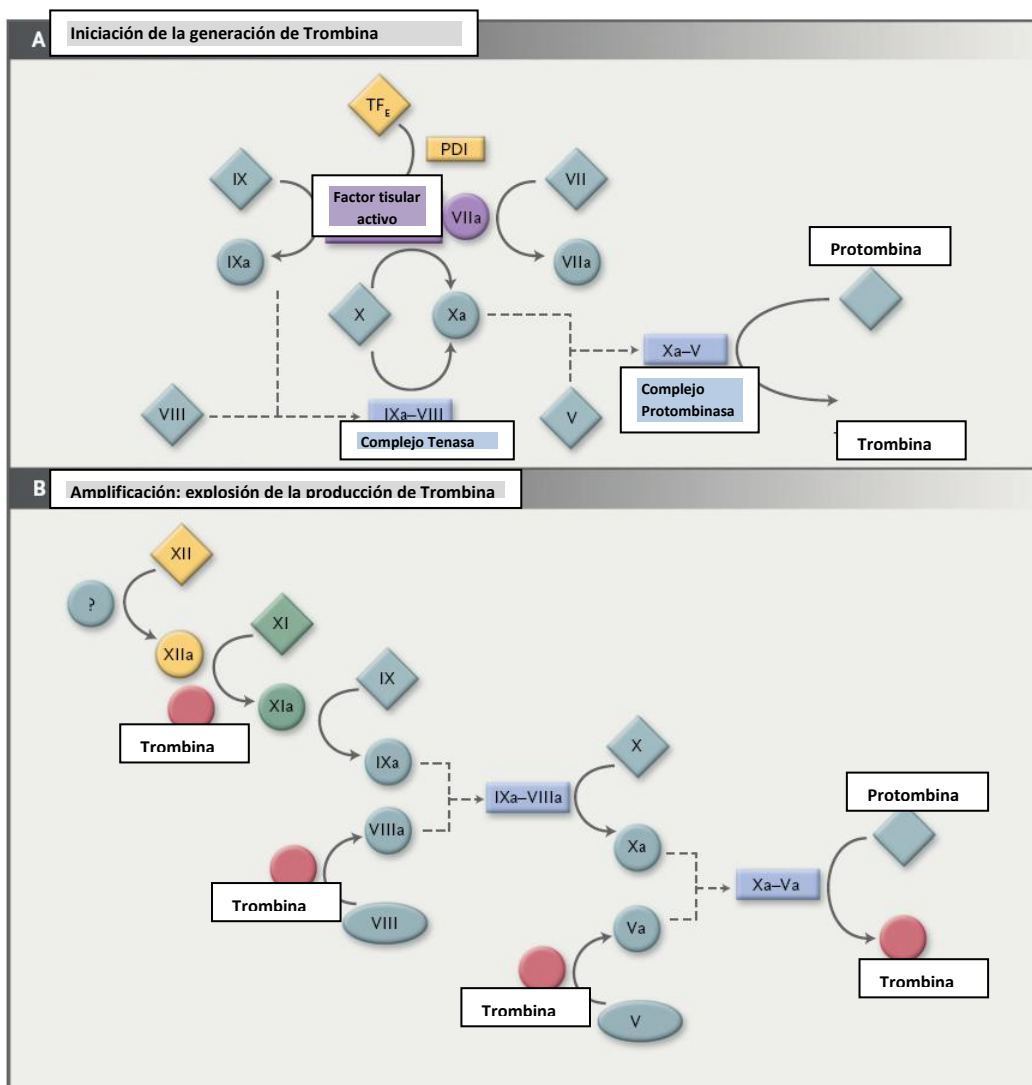 A
Iniciación de la generación de Trombina
TF_E
PDI
IX
VII
Factor tisular
activo
VIIa
IXa
VIIa
Protombina
X
Xa
Xa–V
Complejo
Protombinasa
VIII
IXa–VIII
V
Complejo Tenasa
Trombina
B
Amplificación: explosión de la producción de Trombina
XII
?
XI
XIIa
IX
XIa
Trombina
X
IXa
IXa–VIIIa
Protombina
VIIIa
Xa
Xa–Va
Trombina
VIII
Va
Trombina
Trombina
V